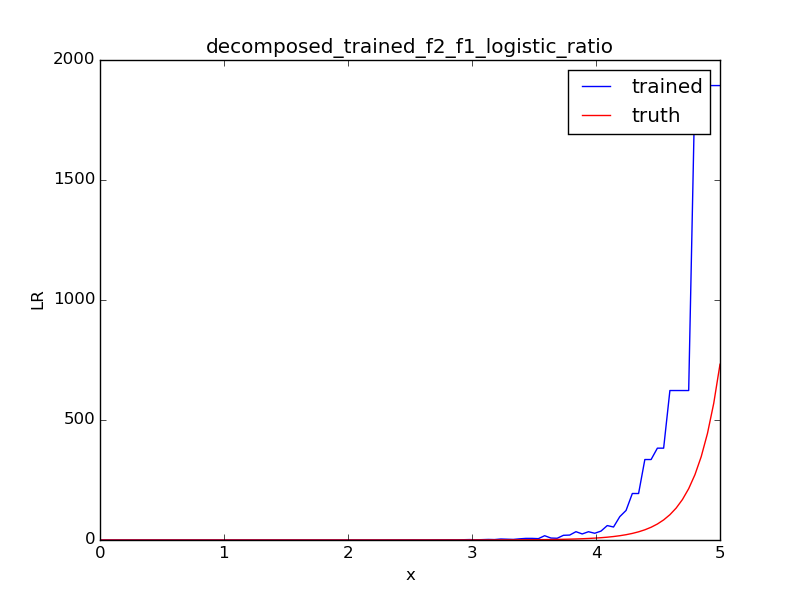 decomposed_trained_f2_f1_logistic_ratio
2000
1500
1000
500
0
LR
trained
truth
0 1 2 3 4 5
x